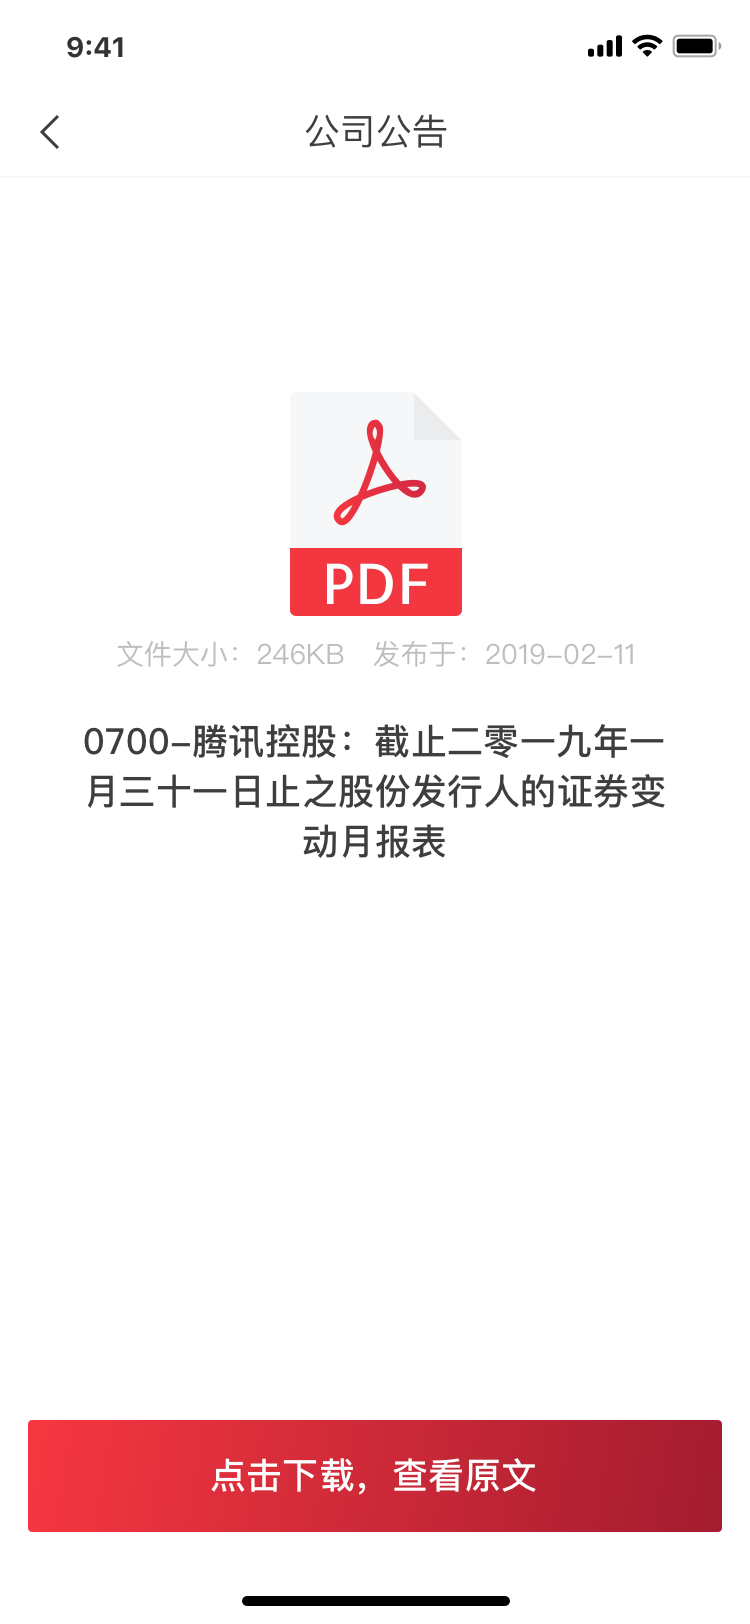 9:41
公司公告
PDF
文件大小：246KB 发布于：2019-02-11
0700-腾讯控股：截止二零一九年一
月三十一日止之股份发行人的证券变
动月报表
点击下载，查看原文